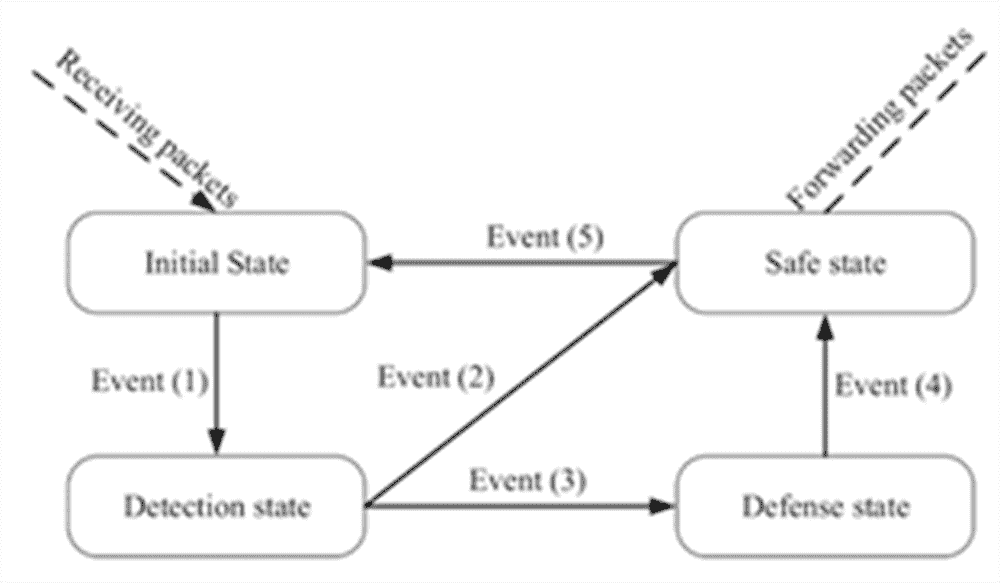 Receiving packets
Forwarding packets
Initial State
Event (5)
Safe state
Event (1)
Event (2)
Event (4)
Detection state
Event (3)
Defense state